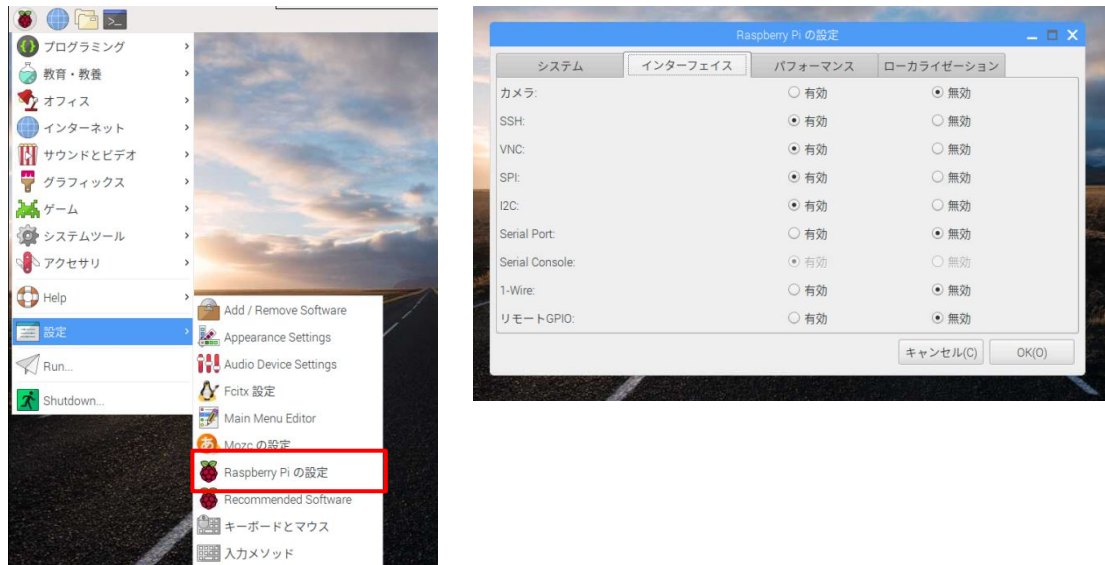 プログラミング
教育・教養
オフィス
インターネット
サウンドとビデオ
グラフィックス
ゲーム
システムツール
アクセサリ
Help
設定
Run...
Shutdown...
Add / Remove Software
Appearance Settings
Audio Device Settings
Fcitx 設定
Main Menu Editor
Mozc の設定
Raspberry Pi の設定
Recommended Software
キーボードとマウス
入力メソッド
Raspberry Pi の設定
システム インターフェイス パフォーマンス ローカライゼーション
カメラ: 有効 無効
SSH: 有効 無効
VNC: 有効 無効
SPI: 有効 無効
I2C: 有効 無効
Serial Port: 有効 無効
Serial Console: 有効 無効
1-Wire: 有効 無効
リモートGPIO: 有効 無効
キャンセル(C) OK(O)